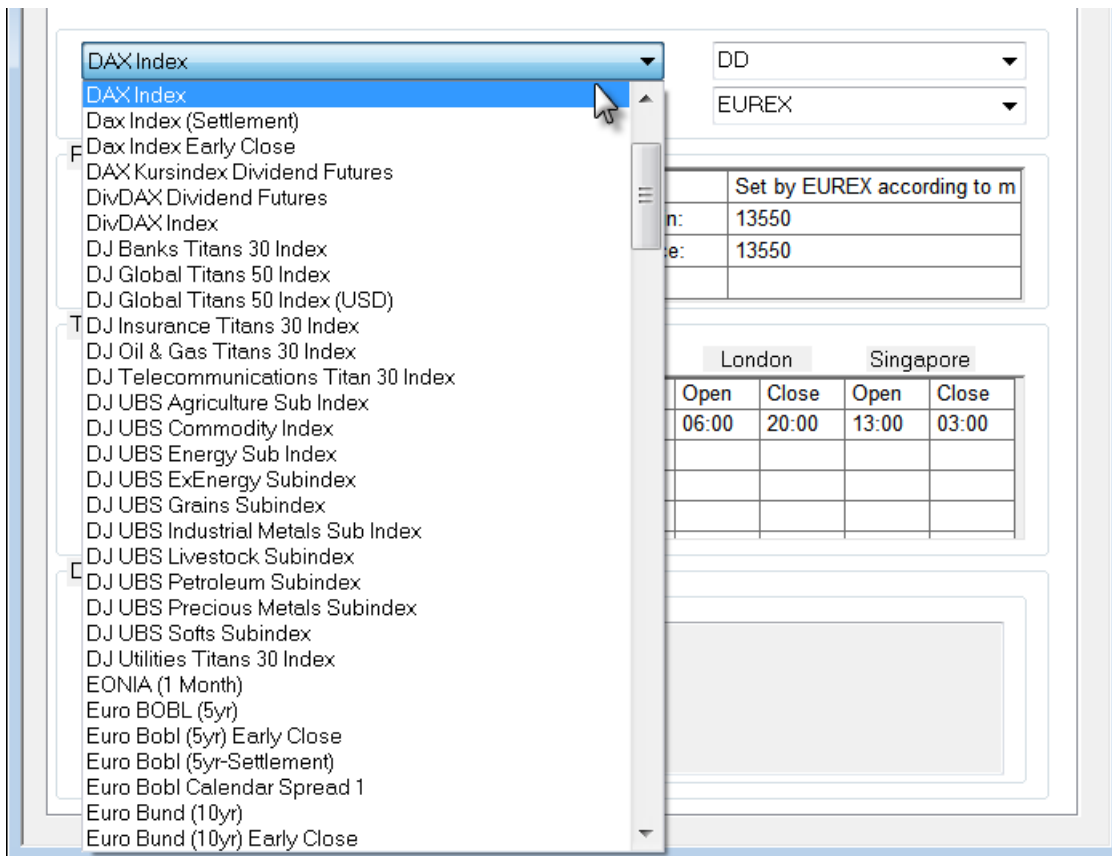 DAX Index
DD
DAX Index
EUREX
Dax Index (Settlement)
Dax Index Early Close
DAX Kursindex Dividend Futures
Set by EUREX according to m
DivDAX Dividend Futures
DivDAX Index
n: 13550
DJ Banks Titans 30 Index
e: 13550
DJ Global Titans 50 Index
DJ Global Titans 50 Index (USD)
DJ Insurance Titans 30 Index
DJ Oil & Gas Titans 30 Index
London Singapore
DJ Telecommunications Titan 30 Index
Open Close Open Close
DJ UBS Agriculture Sub Index
DJ UBS Commodity Index
06:00 20:00 13:00 03:00
DJ UBS Energy Sub Index
DJ UBS ExEnergy Subindex
DJ UBS Grains Subindex
DJ UBS Industrial Metals Sub Index
DJ UBS Livestock Subindex
DJ UBS Petroleum Subindex
DJ UBS Precious Metals Subindex
DJ UBS Softs Subindex
DJ Utilities Titans 30 Index
EONIA (1 Month)
Euro BOBL (5yr)
Euro Bobl (5yr) Early Close
Euro Bobl (5yr-Settlement)
Euro Bobl Calendar Spread 1
Euro Bund (10yr)
Euro Bund (10yr) Early Close